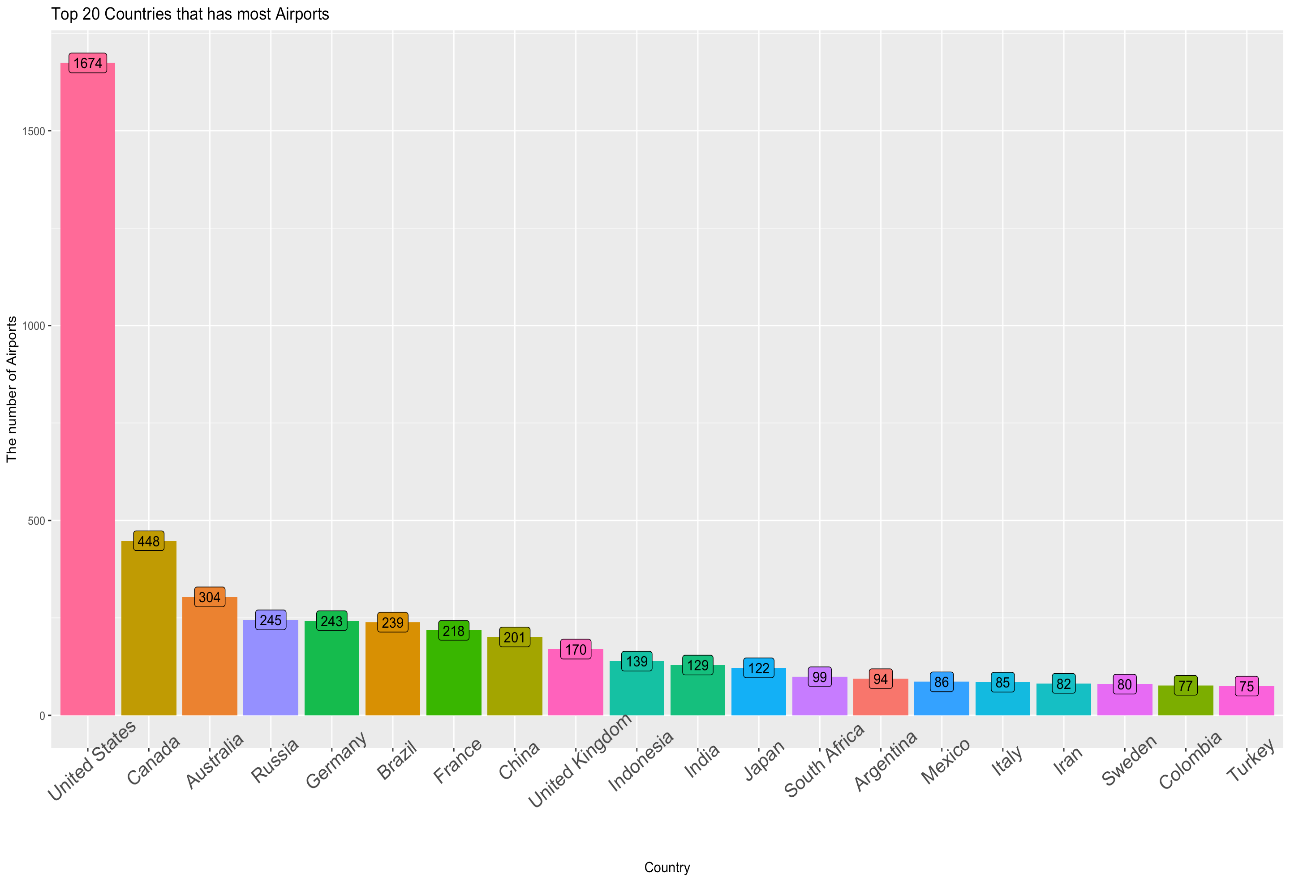 Top 20 Countries that has most Airports
The number of Airports
1500
1000
500
0
1674
448
304
245
243
239
218
201
170
139
129
122
99
94
86
85
82
80
77
75
United States
Canada
Australia
Russia
Germany
Brazil
France
China
United Kingdom
Indonesia
India
Japan
South Africa
Argentina
Mexico
Italy
Iran
Sweden
Colombia
Turkey
Country